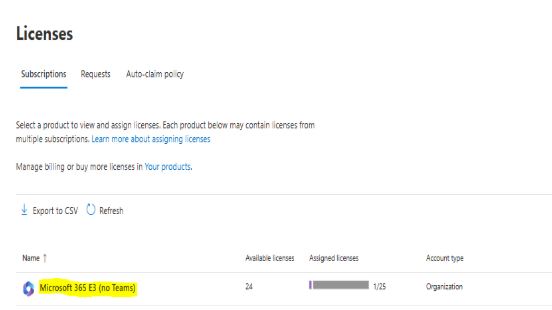 Licenses
Subscriptions Requests Auto-claim policy
Select a product to view and assign licenses. Each product below may contain licenses from
multiple subscriptions. Learn more about assigning licenses
Manage billing or buy more licenses in Your products.
Export to CSV Refresh
Name ↑ Available licenses Assigned licenses Account type
Microsoft 365 E3 (no Teams) 24 1/25 Organization